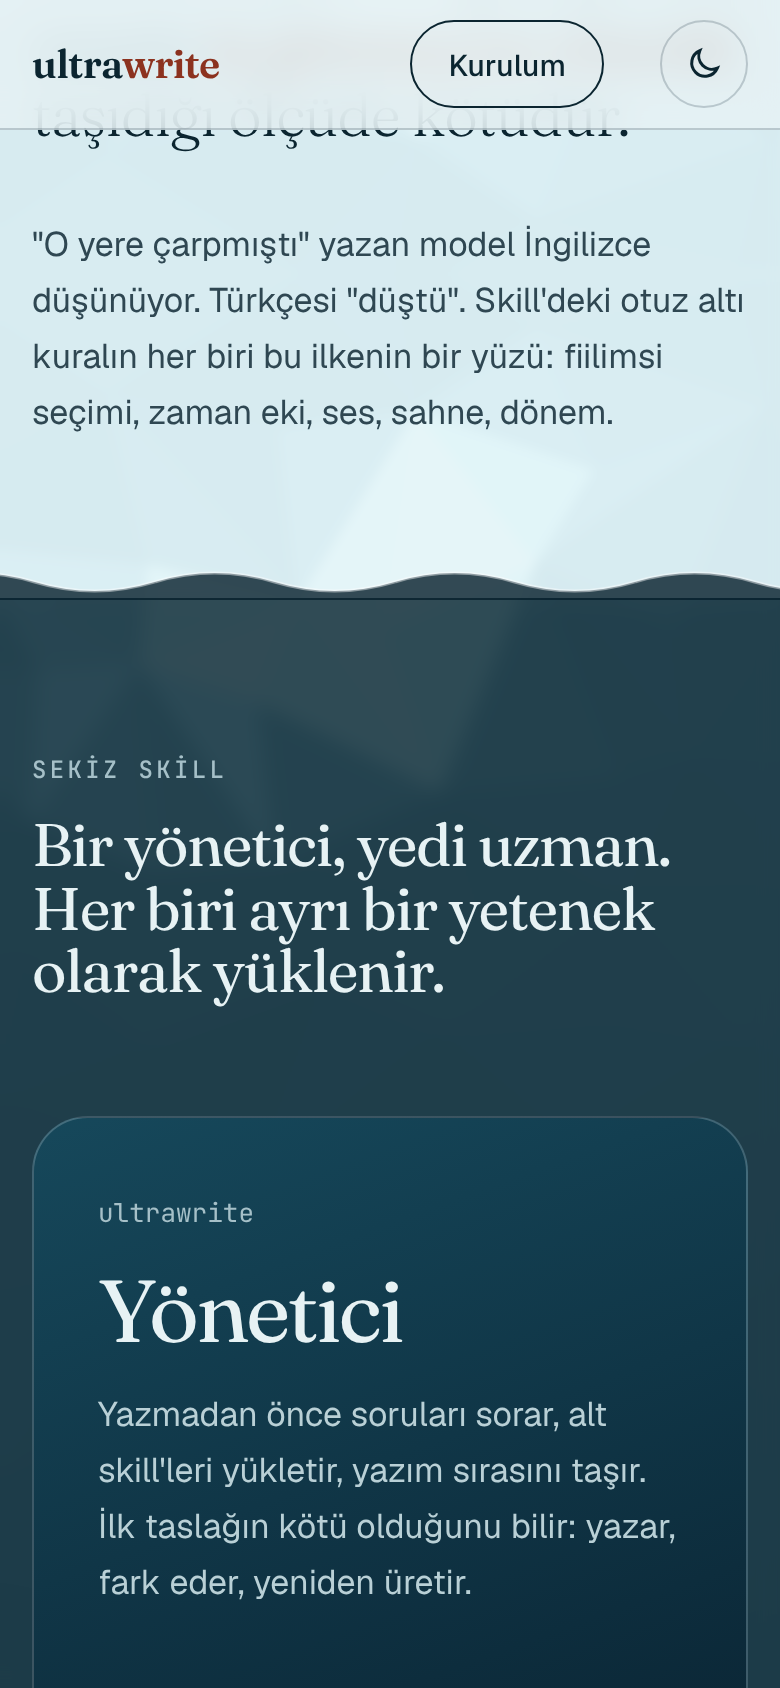 ultrawrite
Kurulum
taşıdığı ölçüde kötüdür.
"O yere çarpmıştı" yazan model İngilizce
düşünüyor. Türkçesi "düştü". Skill'deki otuz altı
kuralın her biri bu ilkenin bir yüzü: fiilimsi
seçimi, zaman eki, ses, sahne, dönem.
SEKİZ SKİLL
Bir yönetici, yedi uzman.
Her biri ayrı bir yetenek
olarak yüklenir.
ultrawrite
Yönetici
Yazmadan önce soruları sorar, alt
skill'leri yükletir, yazım sırasını taşır.
İlk taslağın kötü olduğunu bilir: yazar,
fark eder, yeniden üretir.